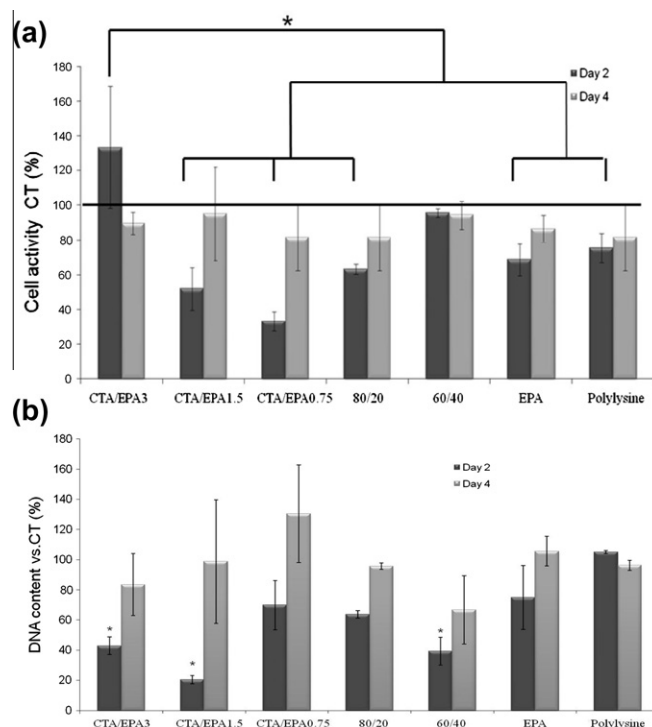 (a)
*
Day 2
Day 4
Cell activity CT (%)
180
160
140
120
100
80
60
40
20
0
CTA/EPA3 CTA/EPA1.5 CTA/EPA0.75 80/20 60/40 EPA Polylysine
(b)
Day 2
Day 4
DNA content vs.CT (%)
180
160
140
120
100
80
60
40
20
0
* * *
CTA/EPA3 CTA/EPA1.5 CTA/EPA0.75 80/20 60/40 EPA Polylysine